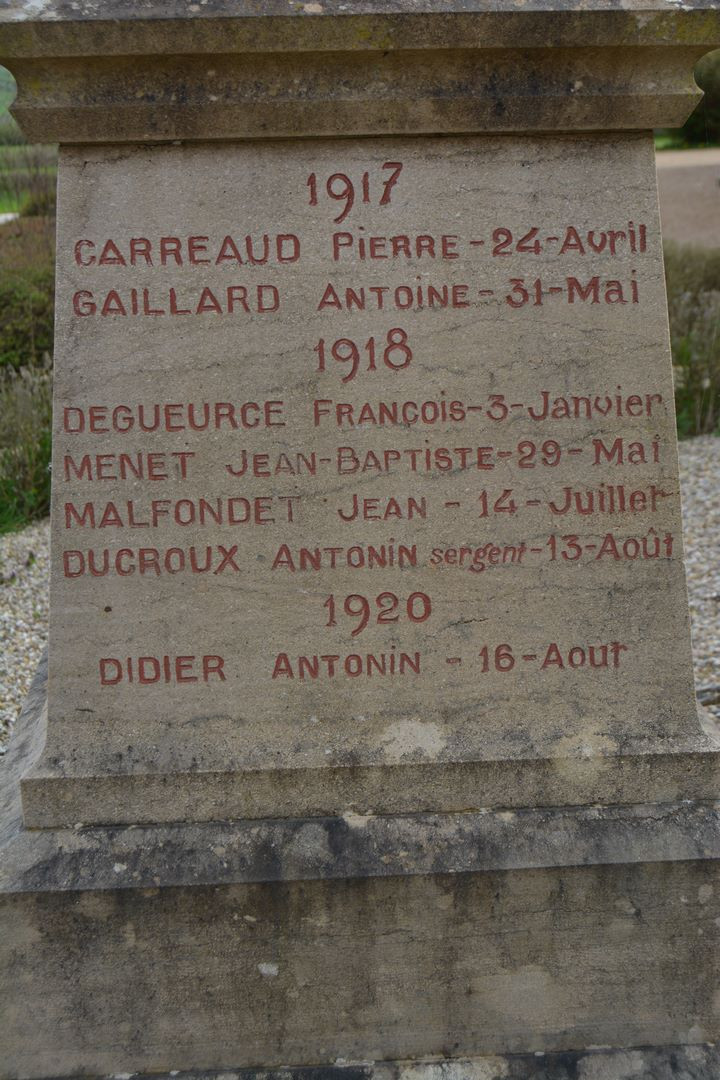 1917
CARREAUD PIERRE - 24-Avril
GAILLARD ANTOINE - 31-Mai
1918
DEGUEURCE FRANÇOIS-3-Janvier
MENET JEAN-BAPTISTE-29-Mai
MALFONDET JEAN - 14-Juillet
DUCROUX ANTONIN sergent-13-Août
1920
DIDIER ANTONIN - 16-Aout